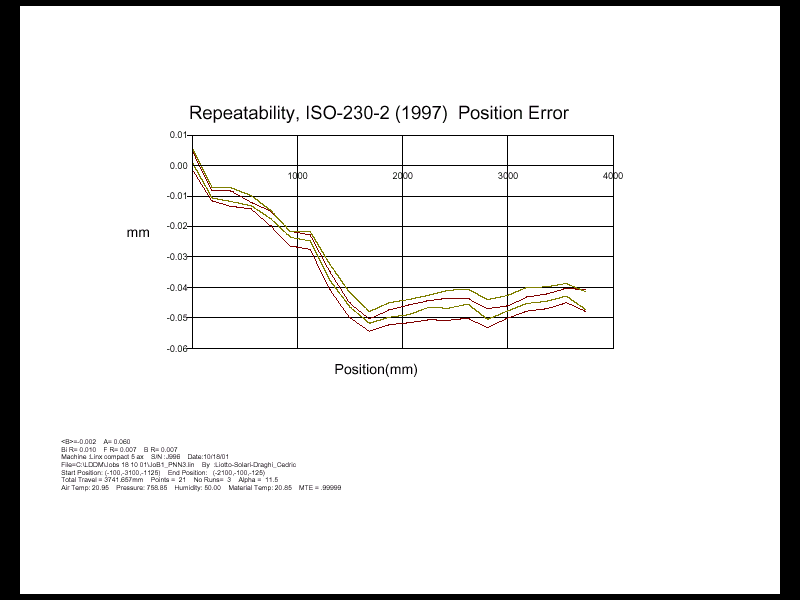 Repeatability, ISO-230-2 (1997)  Position Error
0.01
0.00
1000 2000 3000 4000
-0.01
-0.02
mm
-0.03
-0.04
-0.05
-0.06
Position(mm)
<B>=-0.002    A= 0.060
Bi R= 0.010    F R= 0.007    B R= 0.007
Machine :Linx compact 5 ax    S/N :J996    Date:10/18/01
File=C:\LDDM\Jobs 18 10 01\JoB1_PNN3.lin    By :Liotto-Solari-Draghi_Cedric
Start Position: (-100,-3100,-1125)    End Position:   (-2100,-100,-125)
Total Travel = 3741.657mm    Points =  21    No Runs=  3    Alpha =  11.5
Air Temp: 20.95    Pressure: 758.85    Humidity: 50.00    Material Temp: 20.85    MTE = .99999